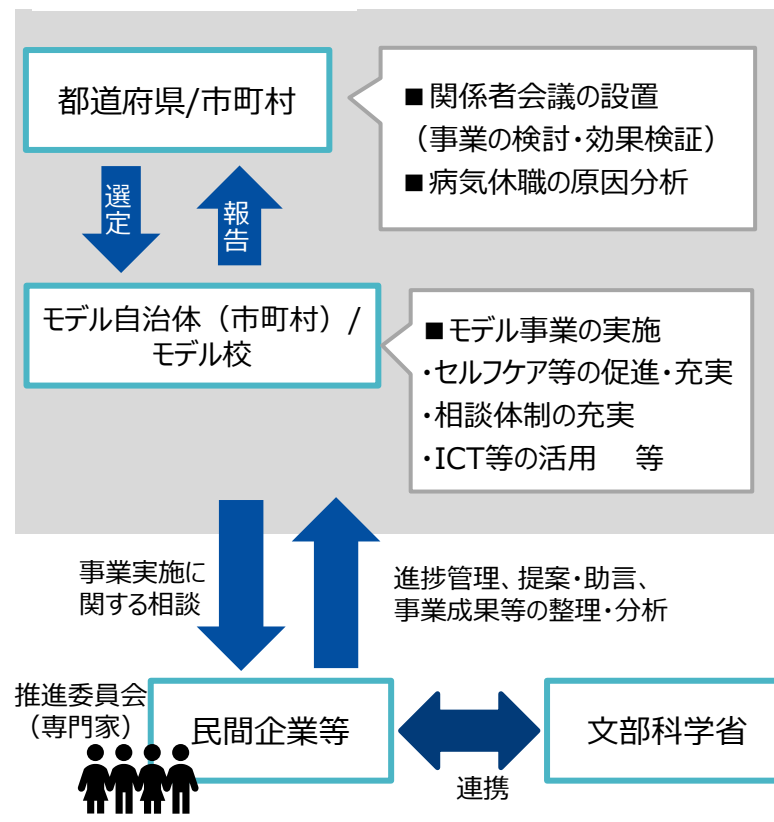 都道府県/市町村
■関係者会議の設置
（事業の検討・効果検証）
■病気休職の原因分析
選定
報告
モデル自治体（市町村）/
モデル校
■モデル事業の実施
・セルフケア等の促進・充実
・相談体制の充実
・ICT等の活用　等
事業実施に
関する相談
進捗管理、提案・助言、
事業成果等の整理・分析
推進委員会
（専門家）
民間企業等
連携
文部科学省